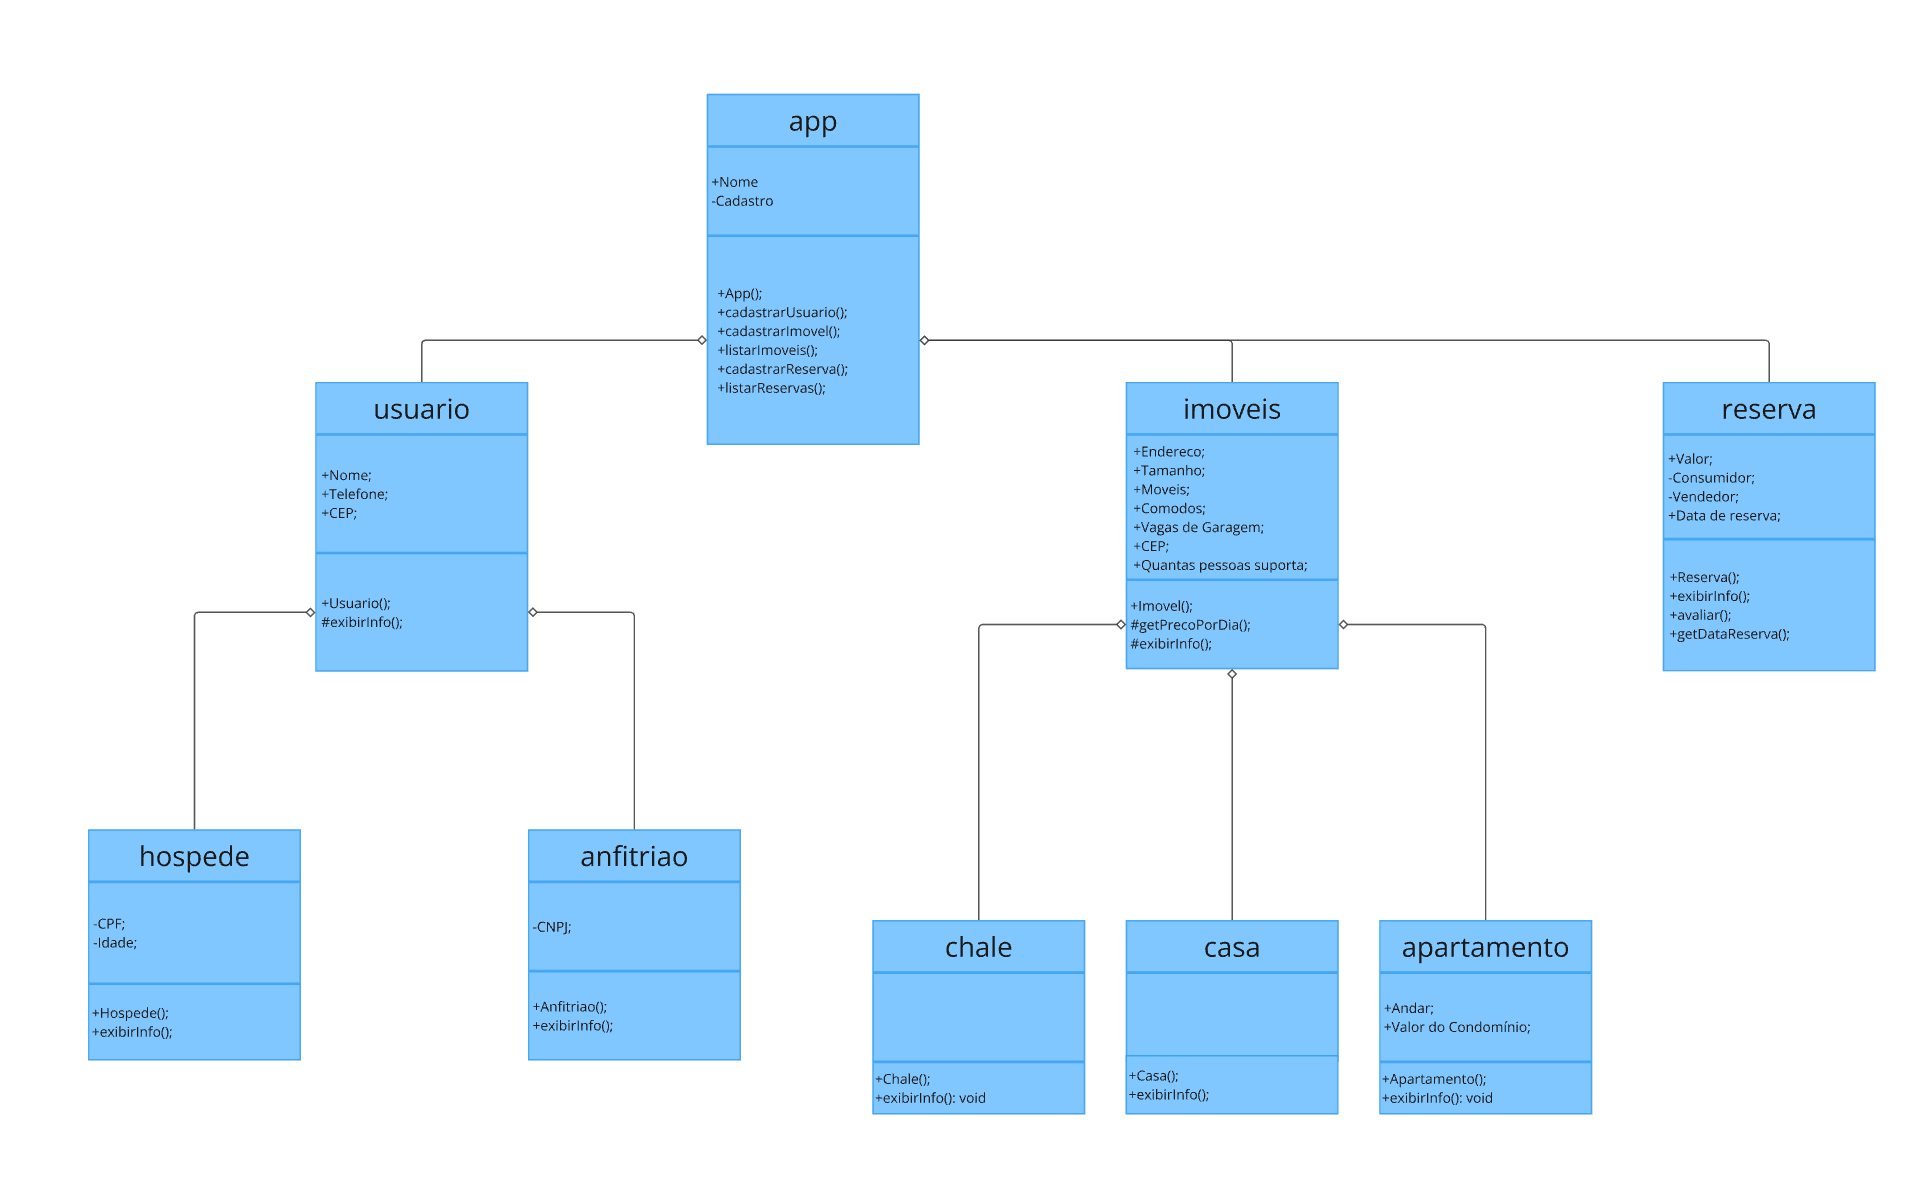 app
+Nome
-Cadastro
+App();
+cadastrarUsuario();
+cadastrarImovel();
+listarImoveis();
+cadastrarReserva();
+listarReservas();
usuario
+Nome;
+Telefone;
+CEP;
+Usuario();
#exibirInfo();
imoveis
+Endereco;
+Tamanho;
+Moveis;
+Comodos;
+Vagas de Garagem;
+CEP;
+Quantas pessoas suporta;
+Imovel();
#getPrecoPorDia();
#exibirInfo();
reserva
+Valor;
-Consumidor;
-Vendedor;
+Data de reserva;
+Reserva();
+exibirInfo();
+avaliar();
+getDataReserva();
hospede
-CPF;
-Idade;
+Hospede();
+exibirInfo();
anfitriao
-CNPJ;
+Anfitriao();
+exibirInfo();
chale
+Chale();
+exibirInfo(): void
casa
+Casa();
+exibirInfo();
apartamento
+Andar;
+Valor do Condomínio;
+Apartamento();
+exibirInfo(): void